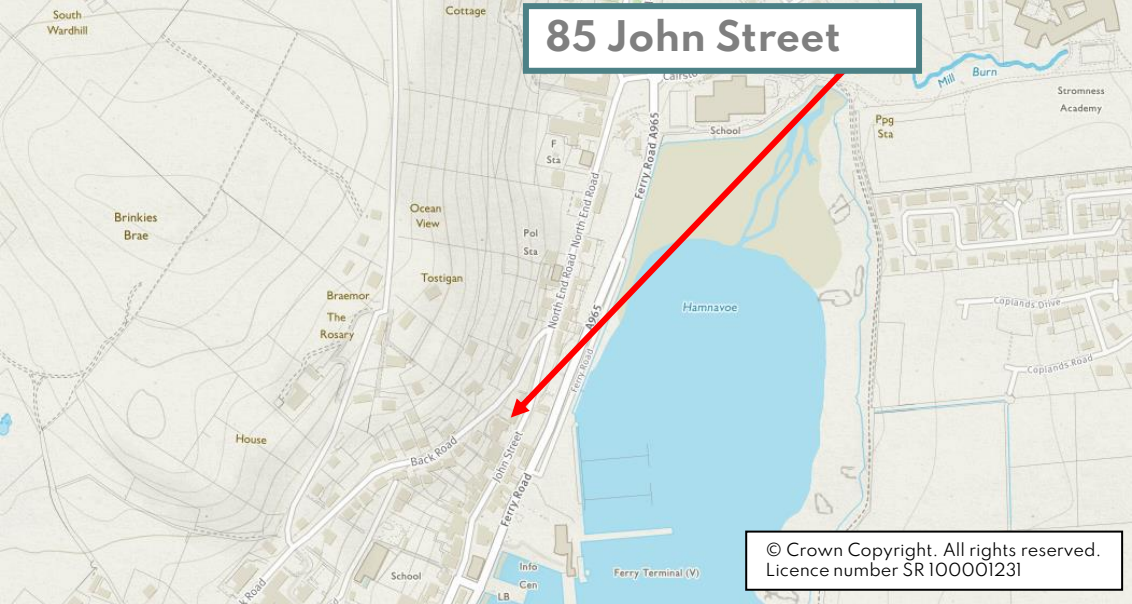 South
Wardhill
Cottage
85 John Street
Mill Burn
Stromness
Academy
School
Ppg
Sta
F
Sta
Ferry Road A965
North End Road
North End Road
Brinkies
Brae
Ocean
View
Pol
Sta
Tostigan
Braemor
The
Rosary
Hamnavoe
A965
Ferry Road
Coplands Drive
Coplands Road
House
Back Road
John Street
Ferry Road
School
Info
Cen
LB
Ferry Terminal (V)
© Crown Copyright. All rights reserved.
Licence number SR 100001231